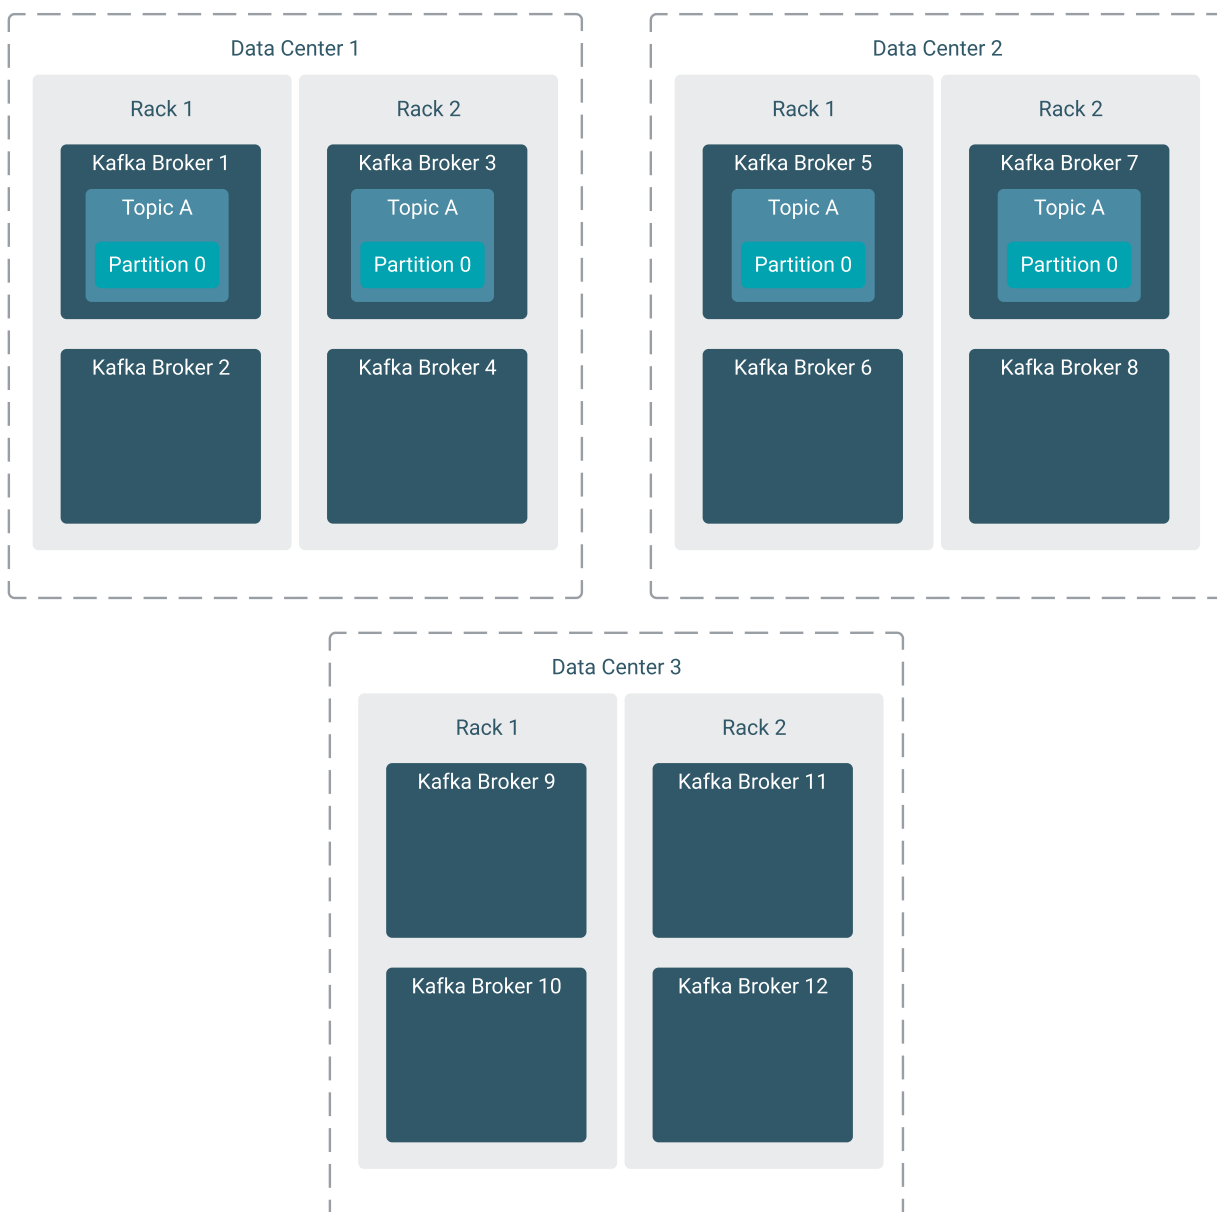 Data Center 1
Rack 1
Kafka Broker 1
Topic A
Partition 0
Kafka Broker 2
Rack 2
Kafka Broker 3
Topic A
Partition 0
Kafka Broker 4
Data Center 2
Rack 1
Kafka Broker 5
Topic A
Partition 0
Kafka Broker 6
Rack 2
Kafka Broker 7
Topic A
Partition 0
Kafka Broker 8
Data Center 3
Rack 1
Kafka Broker 9
Kafka Broker 10
Rack 2
Kafka Broker 11
Kafka Broker 12